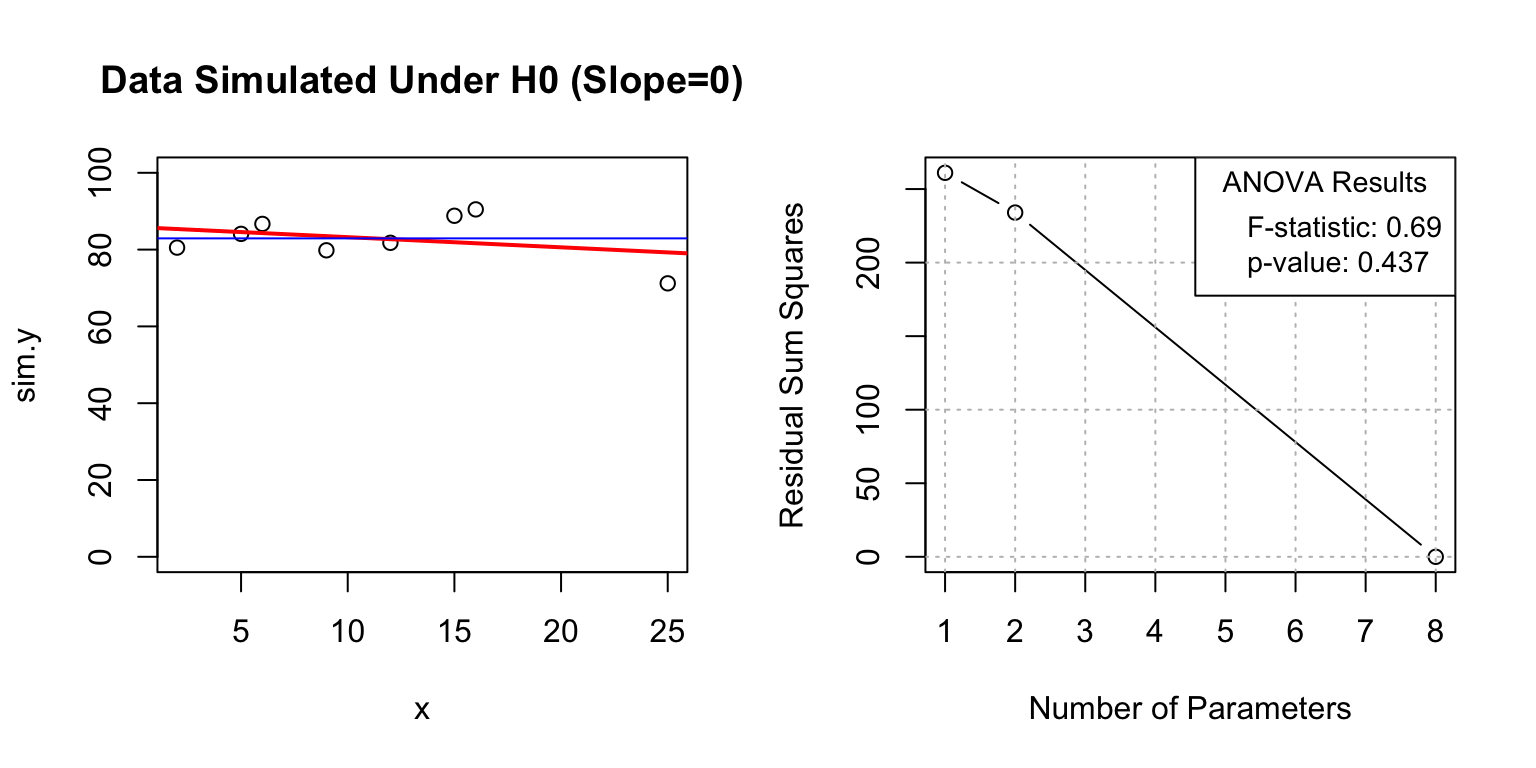 Data Simulated Under H0 (Slope=0)
100
80
60
40
20
0
sim.y
5 10 15 20 25
x
ANOVA Results
F-statistic: 0.69
p-value: 0.437
200
100
50
0
Residual Sum Squares
1 2 3 4 5 6 7 8
Number of Parameters